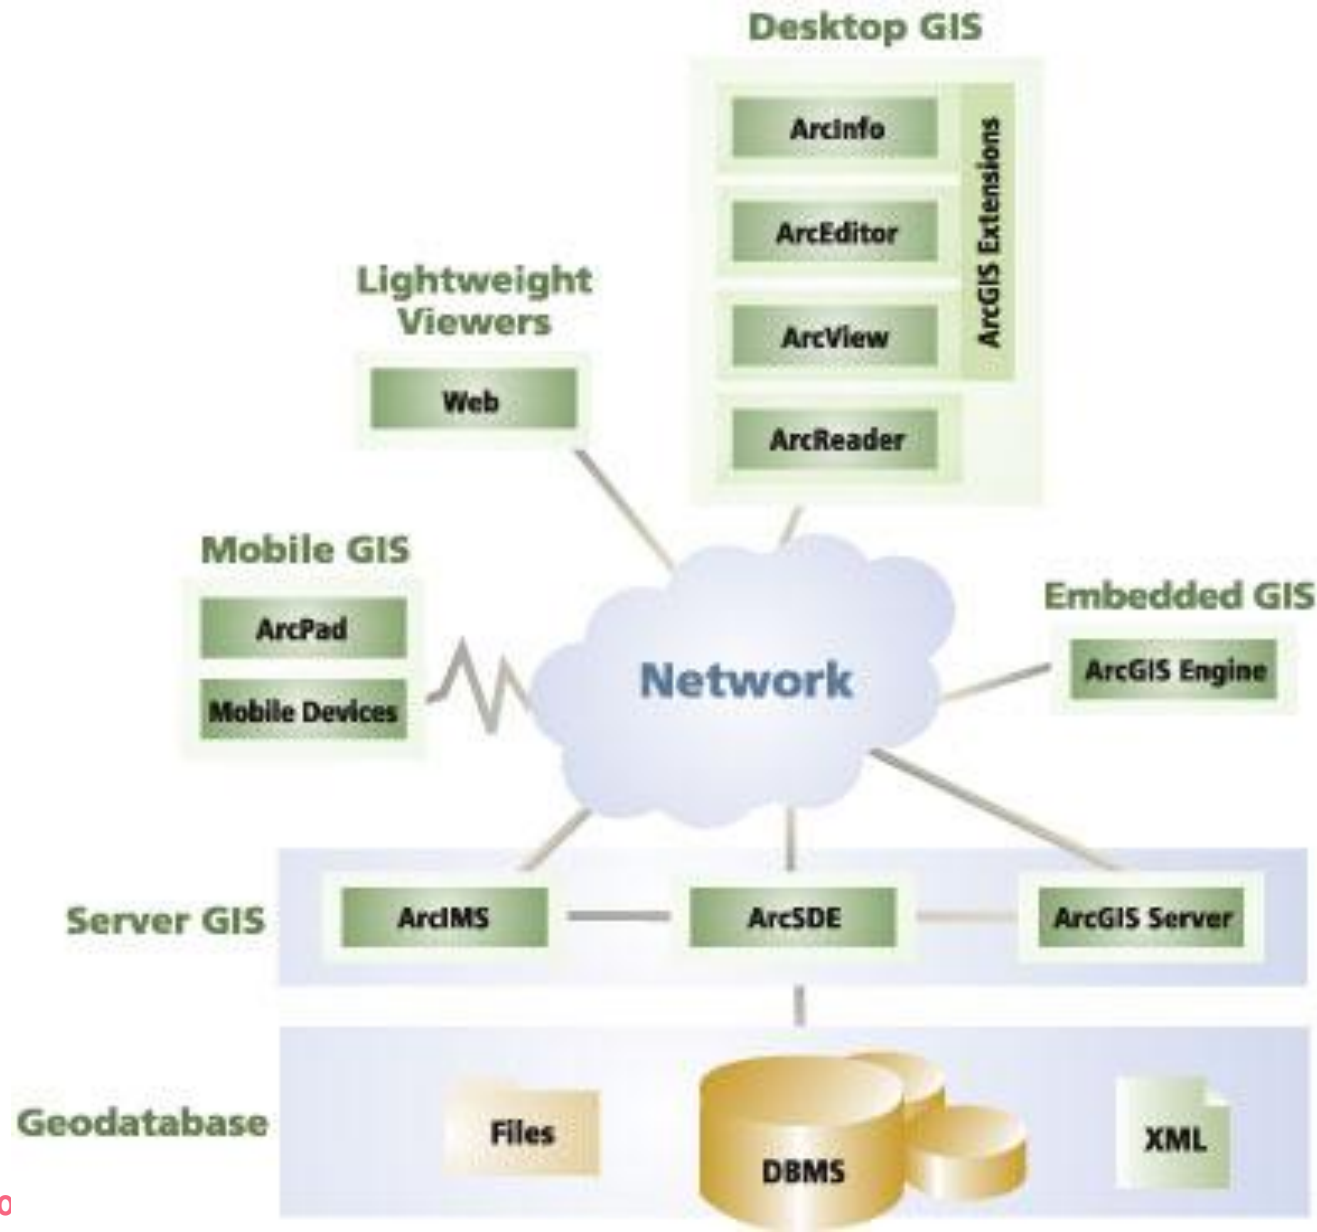 Desktop GIS
ArcInfo
ArcEditor
ArcView
ArcReader
ArcGIS Extensions
Lightweight
Viewers
Web
Mobile GIS
ArcPad
Mobile Devices
Network
Embedded GIS
ArcGIS Engine
Server GIS
ArcIMS
ArcSDE
ArcGIS Server
Geodatabase
Files
DBMS
XML